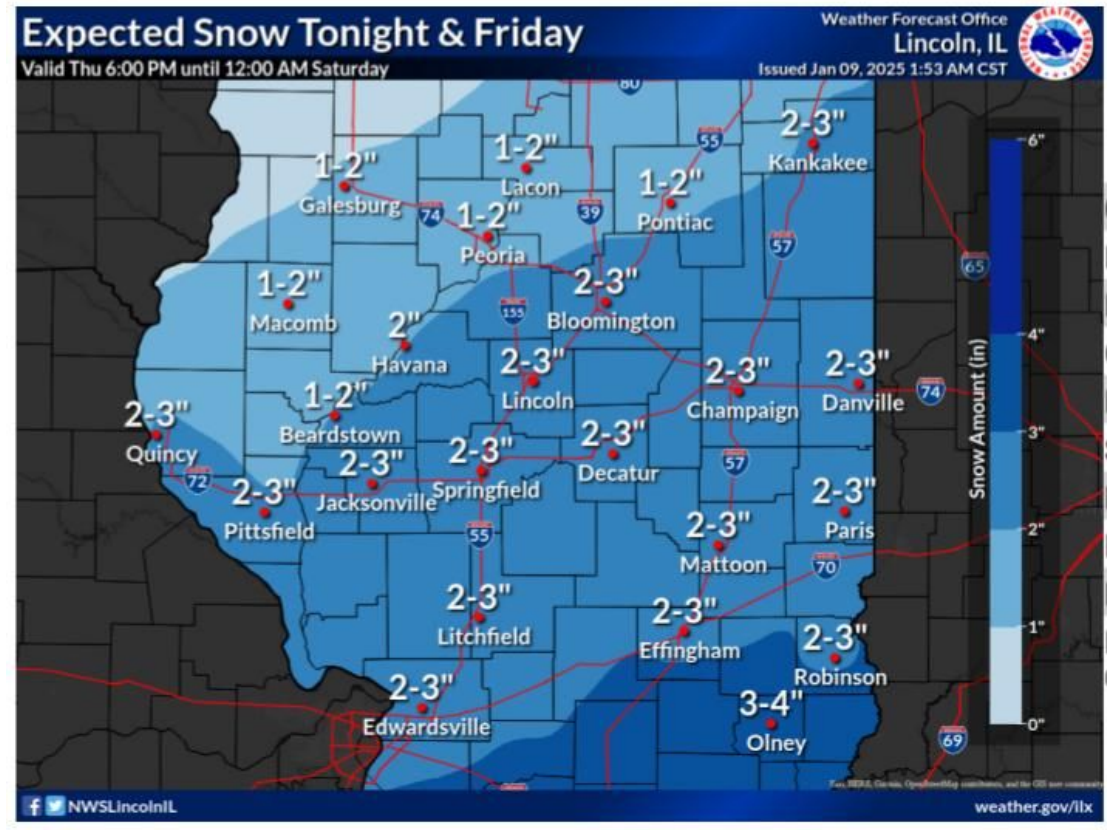 Expected Snow Tonight & Friday
Valid Thu 6:00 PM until 12:00 AM Saturday
Weather Forecast Office
Lincoln, IL
Issued Jan 09, 2025 1:53 AM CST
NATIONAL WEATHER SERVICE
80
2-3"
Kankakee
55
1-2"
Lacon
1-2"
Galesburg
1-2"
Pontiac
74
39
1-2"
Peoria
57
65
1-2"
Macomb
2-3"
Bloomington
155
2"
Havana
2-3"
Lincoln
2-3"
Champaign
2-3"
Danville
74
1-2"
Beardstown
2-3"
Quincy
2-3"
Decatur
2-3"
Springfield
2-3"
Jacksonville
72
57
2-3"
Pittsfield
2-3"
Paris
55
2-3"
Mattoon
70
2-3"
Litchfield
2-3"
Effingham
2-3"
Robinson
2-3"
Edwardsville
3-4"
Olney
69
Snow Amount (in)
6"
4"
3"
2"
1"
0"
NWSLincolnIL
weather.gov/ilx